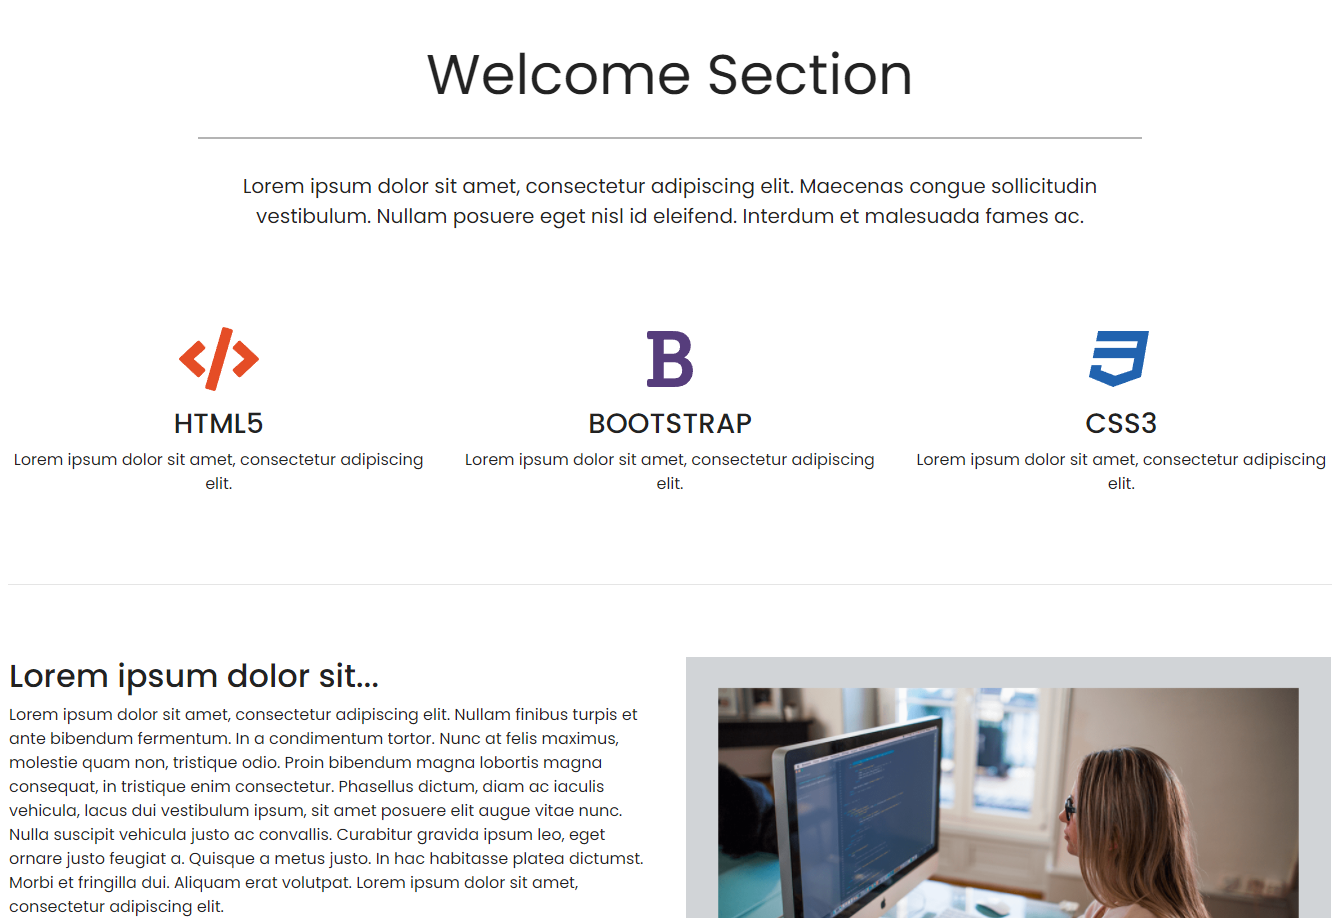 Welcome Section
Lorem ipsum dolor sit amet, consectetur adipiscing elit. Maecenas congue sollicitudin
vestibulum. Nullam posuere eget nisl id eleifend. Interdum et malesuada fames ac.
HTML5
Lorem ipsum dolor sit amet, consectetur adipiscing
elit.
BOOTSTRAP
Lorem ipsum dolor sit amet, consectetur adipiscing
elit.
CSS3
Lorem ipsum dolor sit amet, consectetur adipiscing
elit.
Lorem ipsum dolor sit...
Lorem ipsum dolor sit amet, consectetur adipiscing elit. Nullam finibus turpis et
ante bibendum fermentum. In a condimentum tortor. Nunc at felis maximus,
molestie quam non, tristique odio. Proin bibendum magna lobortis magna
consequat, in tristique enim consectetur. Phasellus dictum, diam ac iaculis
vehicula, lacus dui vestibulum ipsum, sit amet posuere elit augue vitae nunc.
Nulla suscipit vehicula justo ac convallis. Curabitur gravida ipsum leo, eget
ornare justo feugiat a. Quisque a metus justo. In hac habitasse platea dictumst.
Morbi et fringilla dui. Aliquam erat volutpat. Lorem ipsum dolor sit amet,
consectetur adipiscing elit.